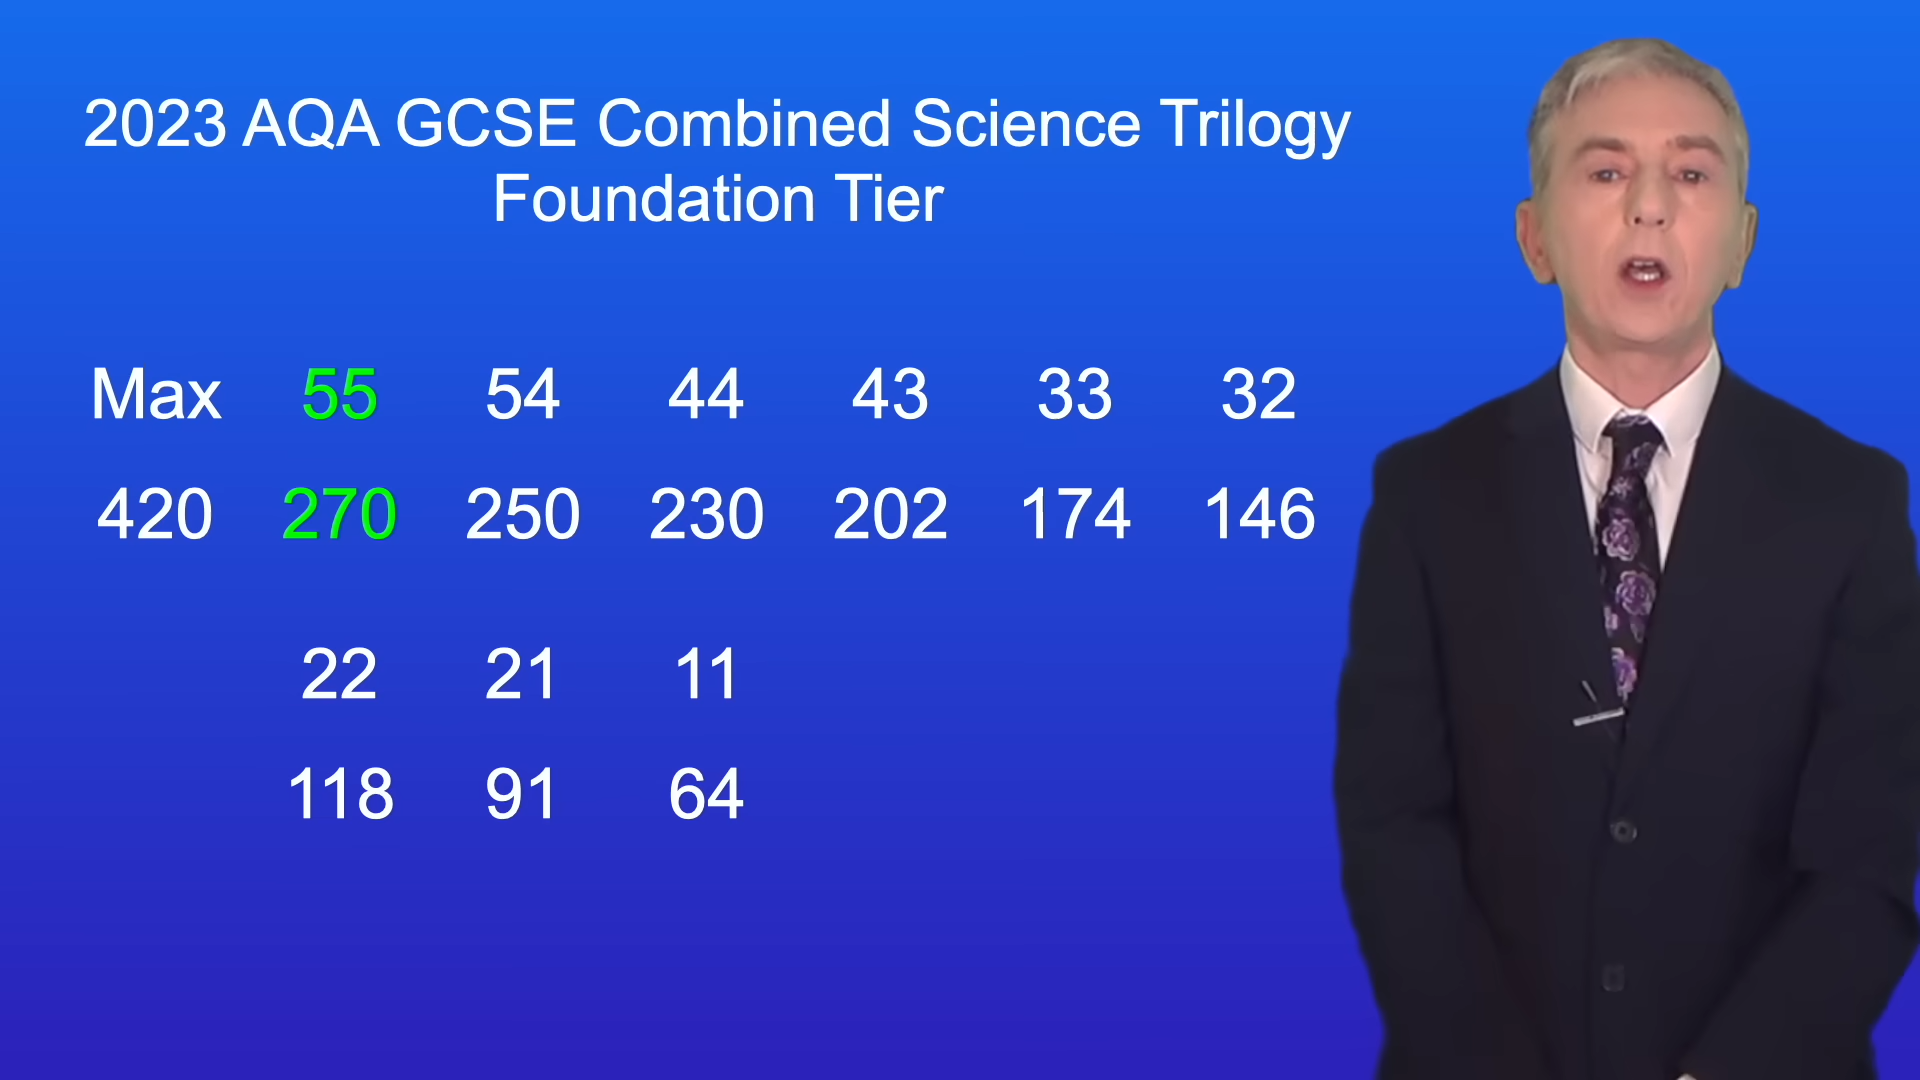 2023 AQA GCSE Combined Science Trilogy
Foundation Tier
Max 55 54 44 43 33 32
420 270 250 230 202 174 146
22 21 11
118 91 64